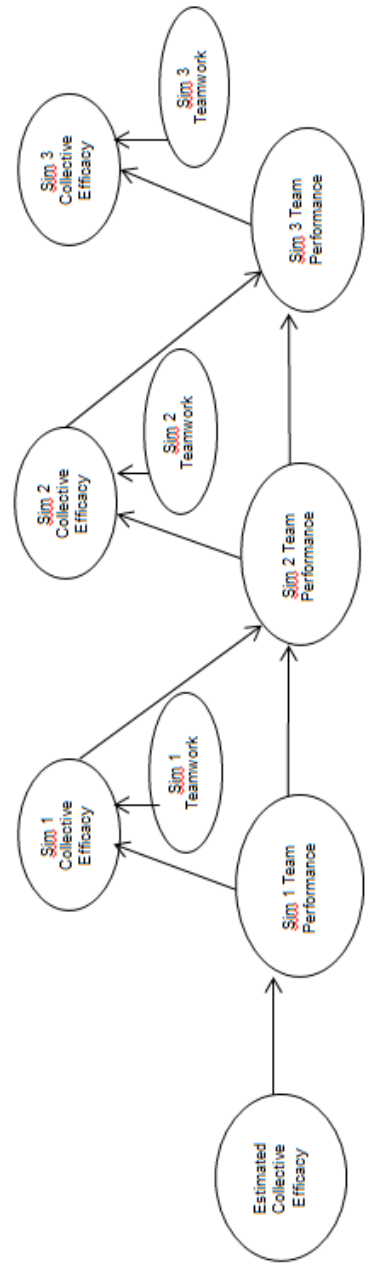 Estimated
Collective
Efficacy
Sim 1 Team
Performance
Sim 1
Collective
Efficacy
Sim 1
Teamwork
Sim 2 Team
Performance
Sim 2
Collective
Efficacy
Sim 2
Teamwork
Sim 3 Team
Performance
Sim 3
Collective
Efficacy
Sim 3
Teamwork